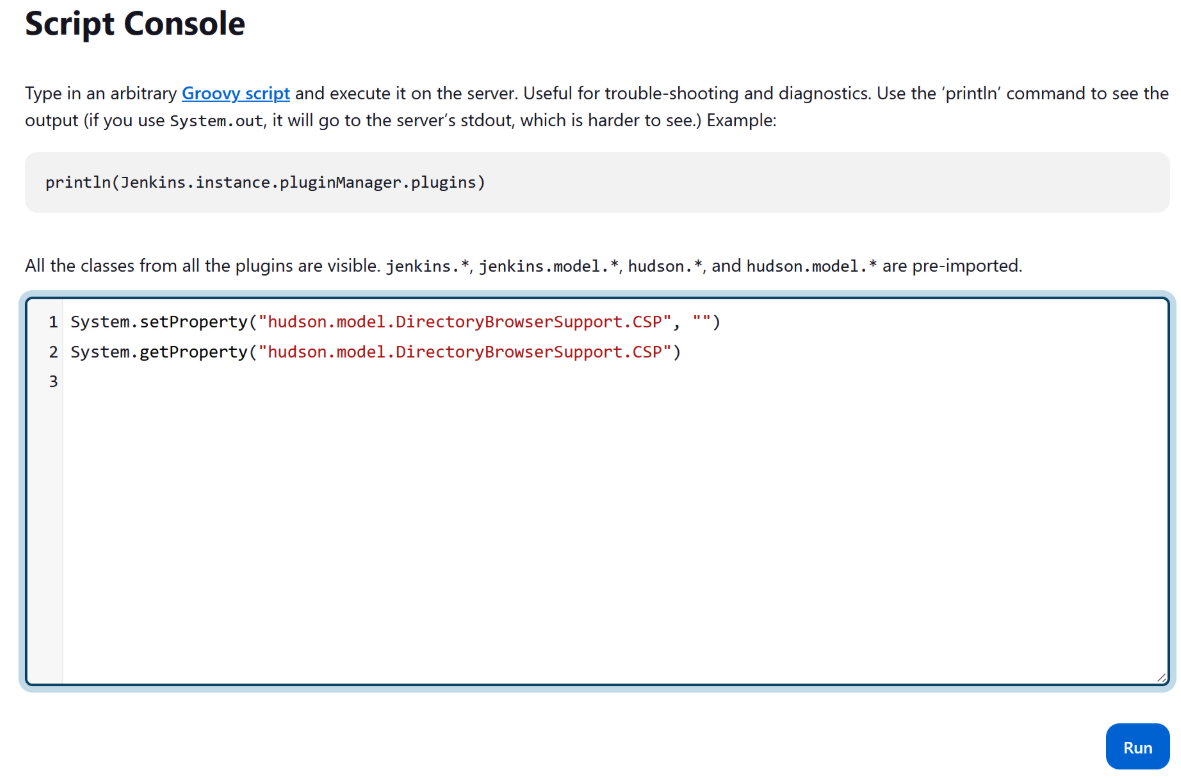 Script Console
Type in an arbitrary Groovy script and execute it on the server. Useful for trouble-shooting and diagnostics. Use the ‘println’ command to see the
output (if you use System.out, it will go to the server’s stdout, which is harder to see.) Example:
println(Jenkins.instance.pluginManager.plugins)
All the classes from all the plugins are visible. jenkins.*, jenkins.model.*, hudson.*, and hudson.model.* are pre-imported.
1 System.setProperty("hudson.model.DirectoryBrowserSupport.CSP", "")
2 System.getProperty("hudson.model.DirectoryBrowserSupport.CSP")
3
Run